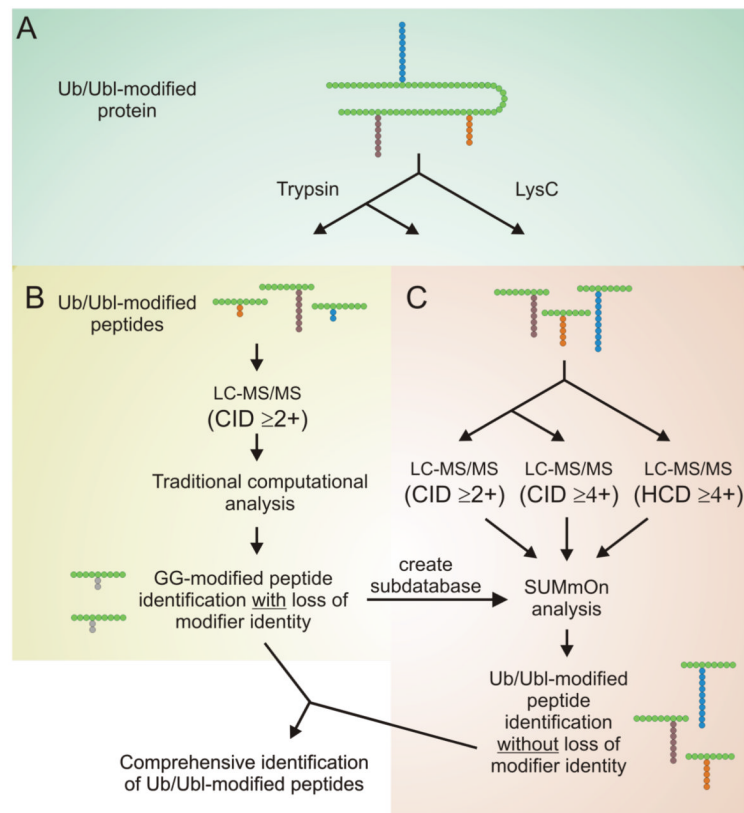 A
Ub/Ubl-modified
protein
Trypsin
LysC
B
Ub/Ubl-modified
peptides
LC-MS/MS
(CID ≥2+)
Traditional computational
analysis
GG-modified peptide
identification with loss of
modifier identity
create
subdatabase
C
LC-MS/MS
(CID ≥2+)
LC-MS/MS
(CID ≥4+)
LC-MS/MS
(HCD ≥4+)
SUMmOn
analysis
Ub/Ubl-modified
peptide
identification
without loss of
modifier identity
Comprehensive identification
of Ub/Ubl-modified peptides